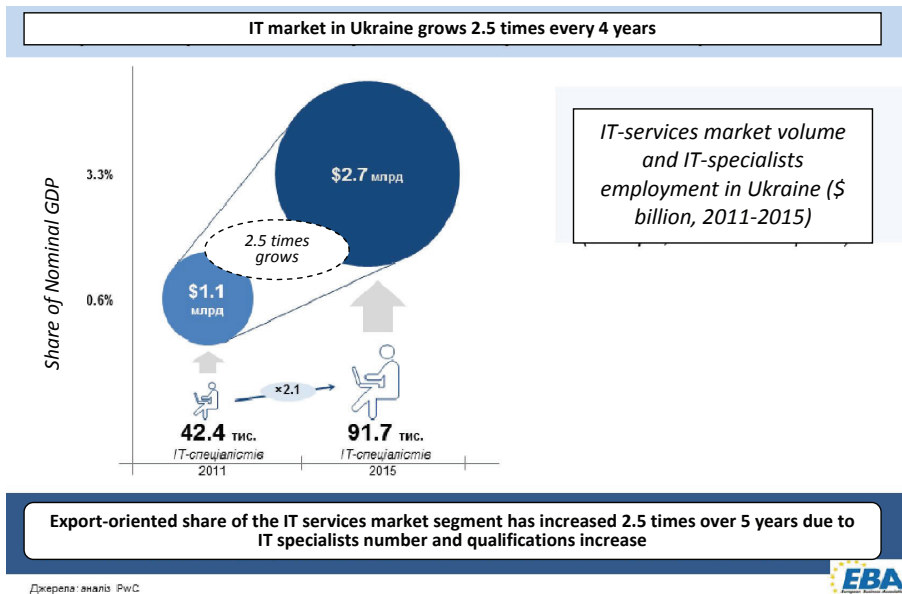 IT market in Ukraine grows 2.5 times every 4 years
Share of Nominal GDP
3.3%
0.6%
$2.7 млрд
2.5 times
grows
$1.1
млрд
×2.1
42.4 тис.
ІТ-спеціалістів
2011
91.7 тис.
ІТ-спеціалістів
2015
IT-services market volume
and IT-specialists
employment in Ukraine ($
billion, 2011-2015)
Export-oriented share of the IT services market segment has increased 2.5 times over 5 years due to
IT specialists number and qualifications increase
Джерела: аналіз PwC
EBA
European Business Association